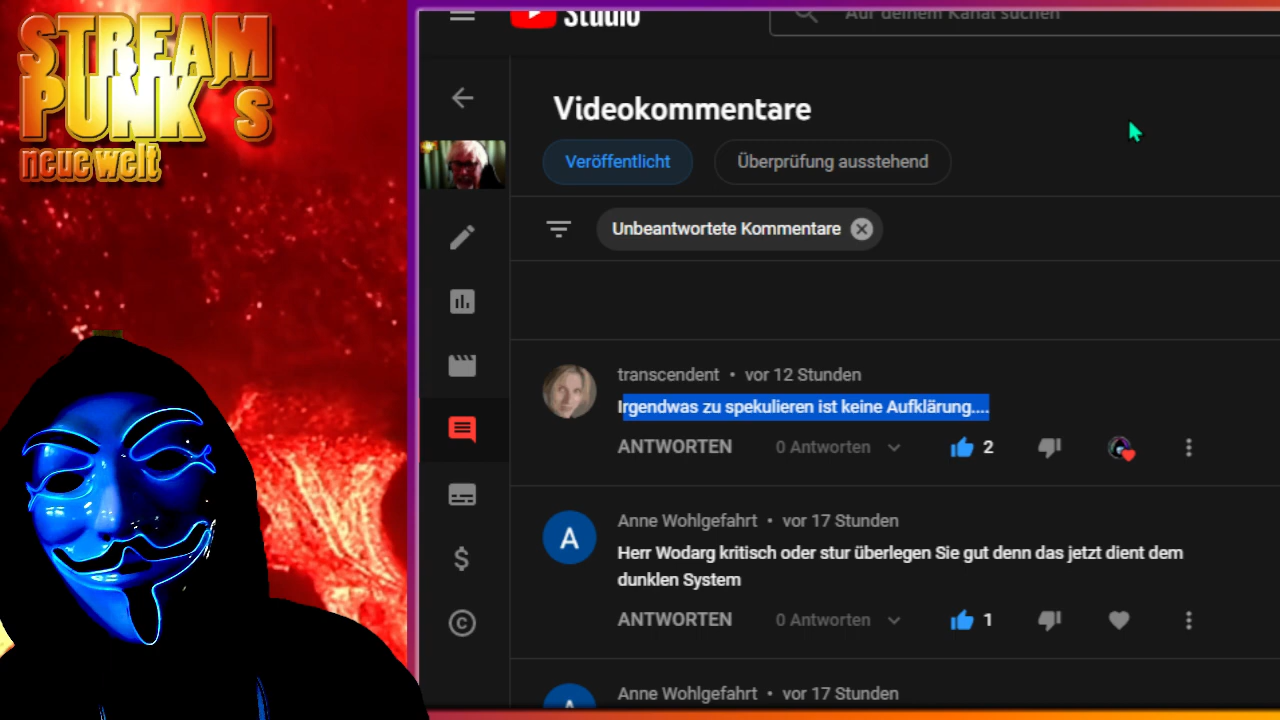 STREAM
PUNK´s
neue welt
Studio
Auf deinem Kanal suchen
Videokommentare
Veröffentlicht
Überprüfung ausstehend
Unbeantwortete Kommentare
transcendent • vor 12 Stunden
Irgendwas zu spekulieren ist keine Aufklärung....
ANTWORTEN 0 Antworten 2
A
Anne Wohlgefahrt • vor 17 Stunden
Herr Wodarg kritisch oder stur überlegen Sie gut denn das jetzt dient dem
dunklen System
ANTWORTEN 0 Antworten 1
Anne Wohlgefahrt • vor 17 Stunden